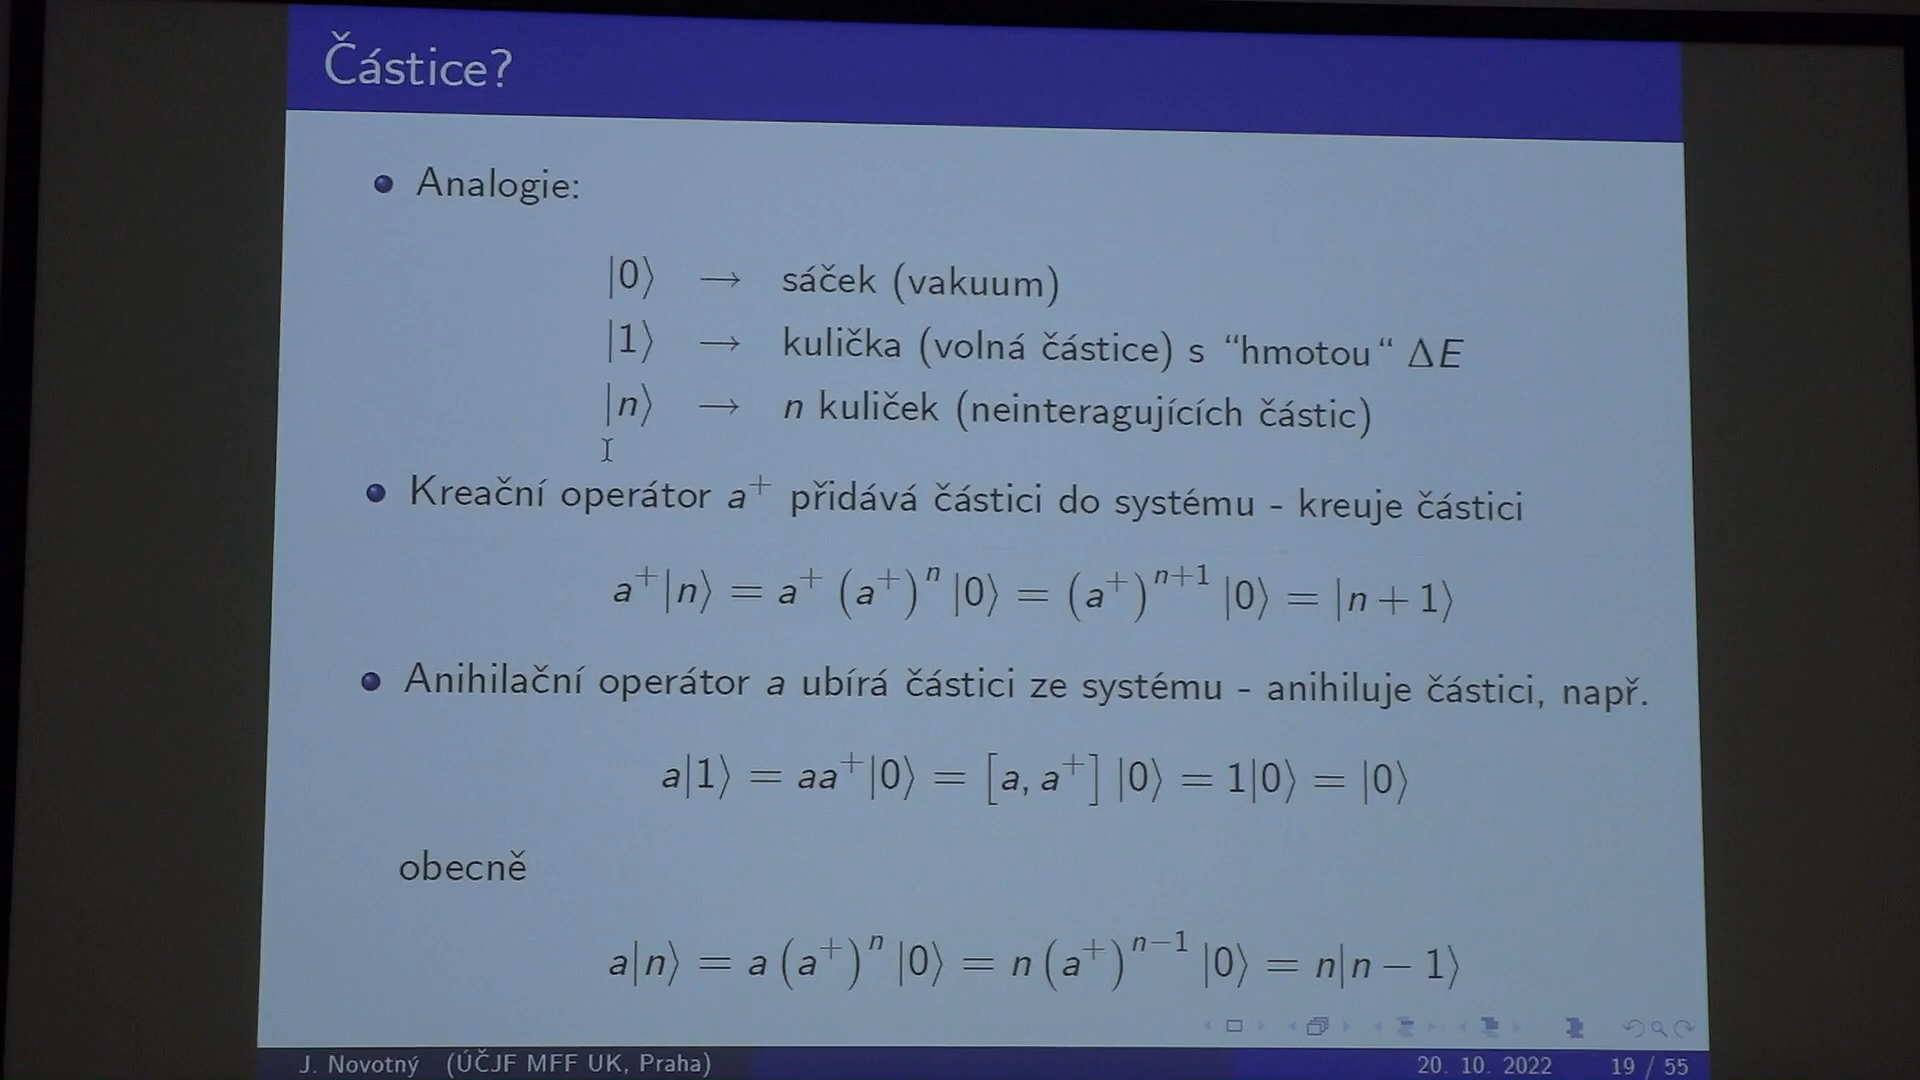 Částice?
Analogie:
|0⟩ → sáček (vakuum)
|1⟩ → kulička (volná částice) s “hmotou“ ΔE
|n⟩ → n kuliček (neinteragujících částic)
Kreační operátor a⁺ přidává částici do systému - kreuje částici
a⁺|n⟩ = a⁺ (a⁺)ⁿ |0⟩ = (a⁺)ⁿ⁺¹ |0⟩ = |n + 1⟩
Anihilační operátor a ubírá částici ze systému - anihiluje částici, např.
a|1⟩ = aa⁺|0⟩ = [a, a⁺] |0⟩ = 1|0⟩ = |0⟩
obecně
a|n⟩ = a (a⁺)ⁿ |0⟩ = n (a⁺)ⁿ⁻¹ |0⟩ = n|n − 1⟩
J. Novotný (ÚČJF MFF UK, Praha) 20. 10. 2022 19 / 55